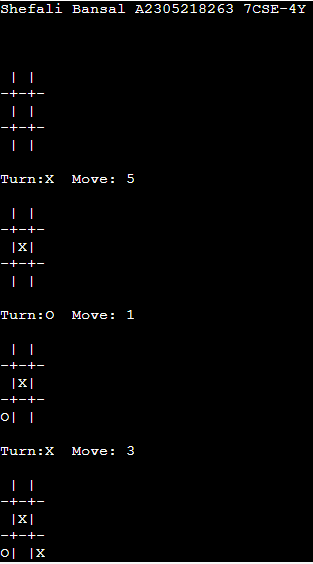 Shefali Bansal A2305218263 7CSE-4Y
 | |
-+-+-
 | |
-+-+-
 | |
Turn:X  Move: 5
 | |
-+-+-
 |X|
-+-+-
 | |
Turn:O  Move: 1
 | |
-+-+-
 |X|
-+-+-
O| |
Turn:X  Move: 3
 | |
-+-+-
 |X|
-+-+-
O| |X